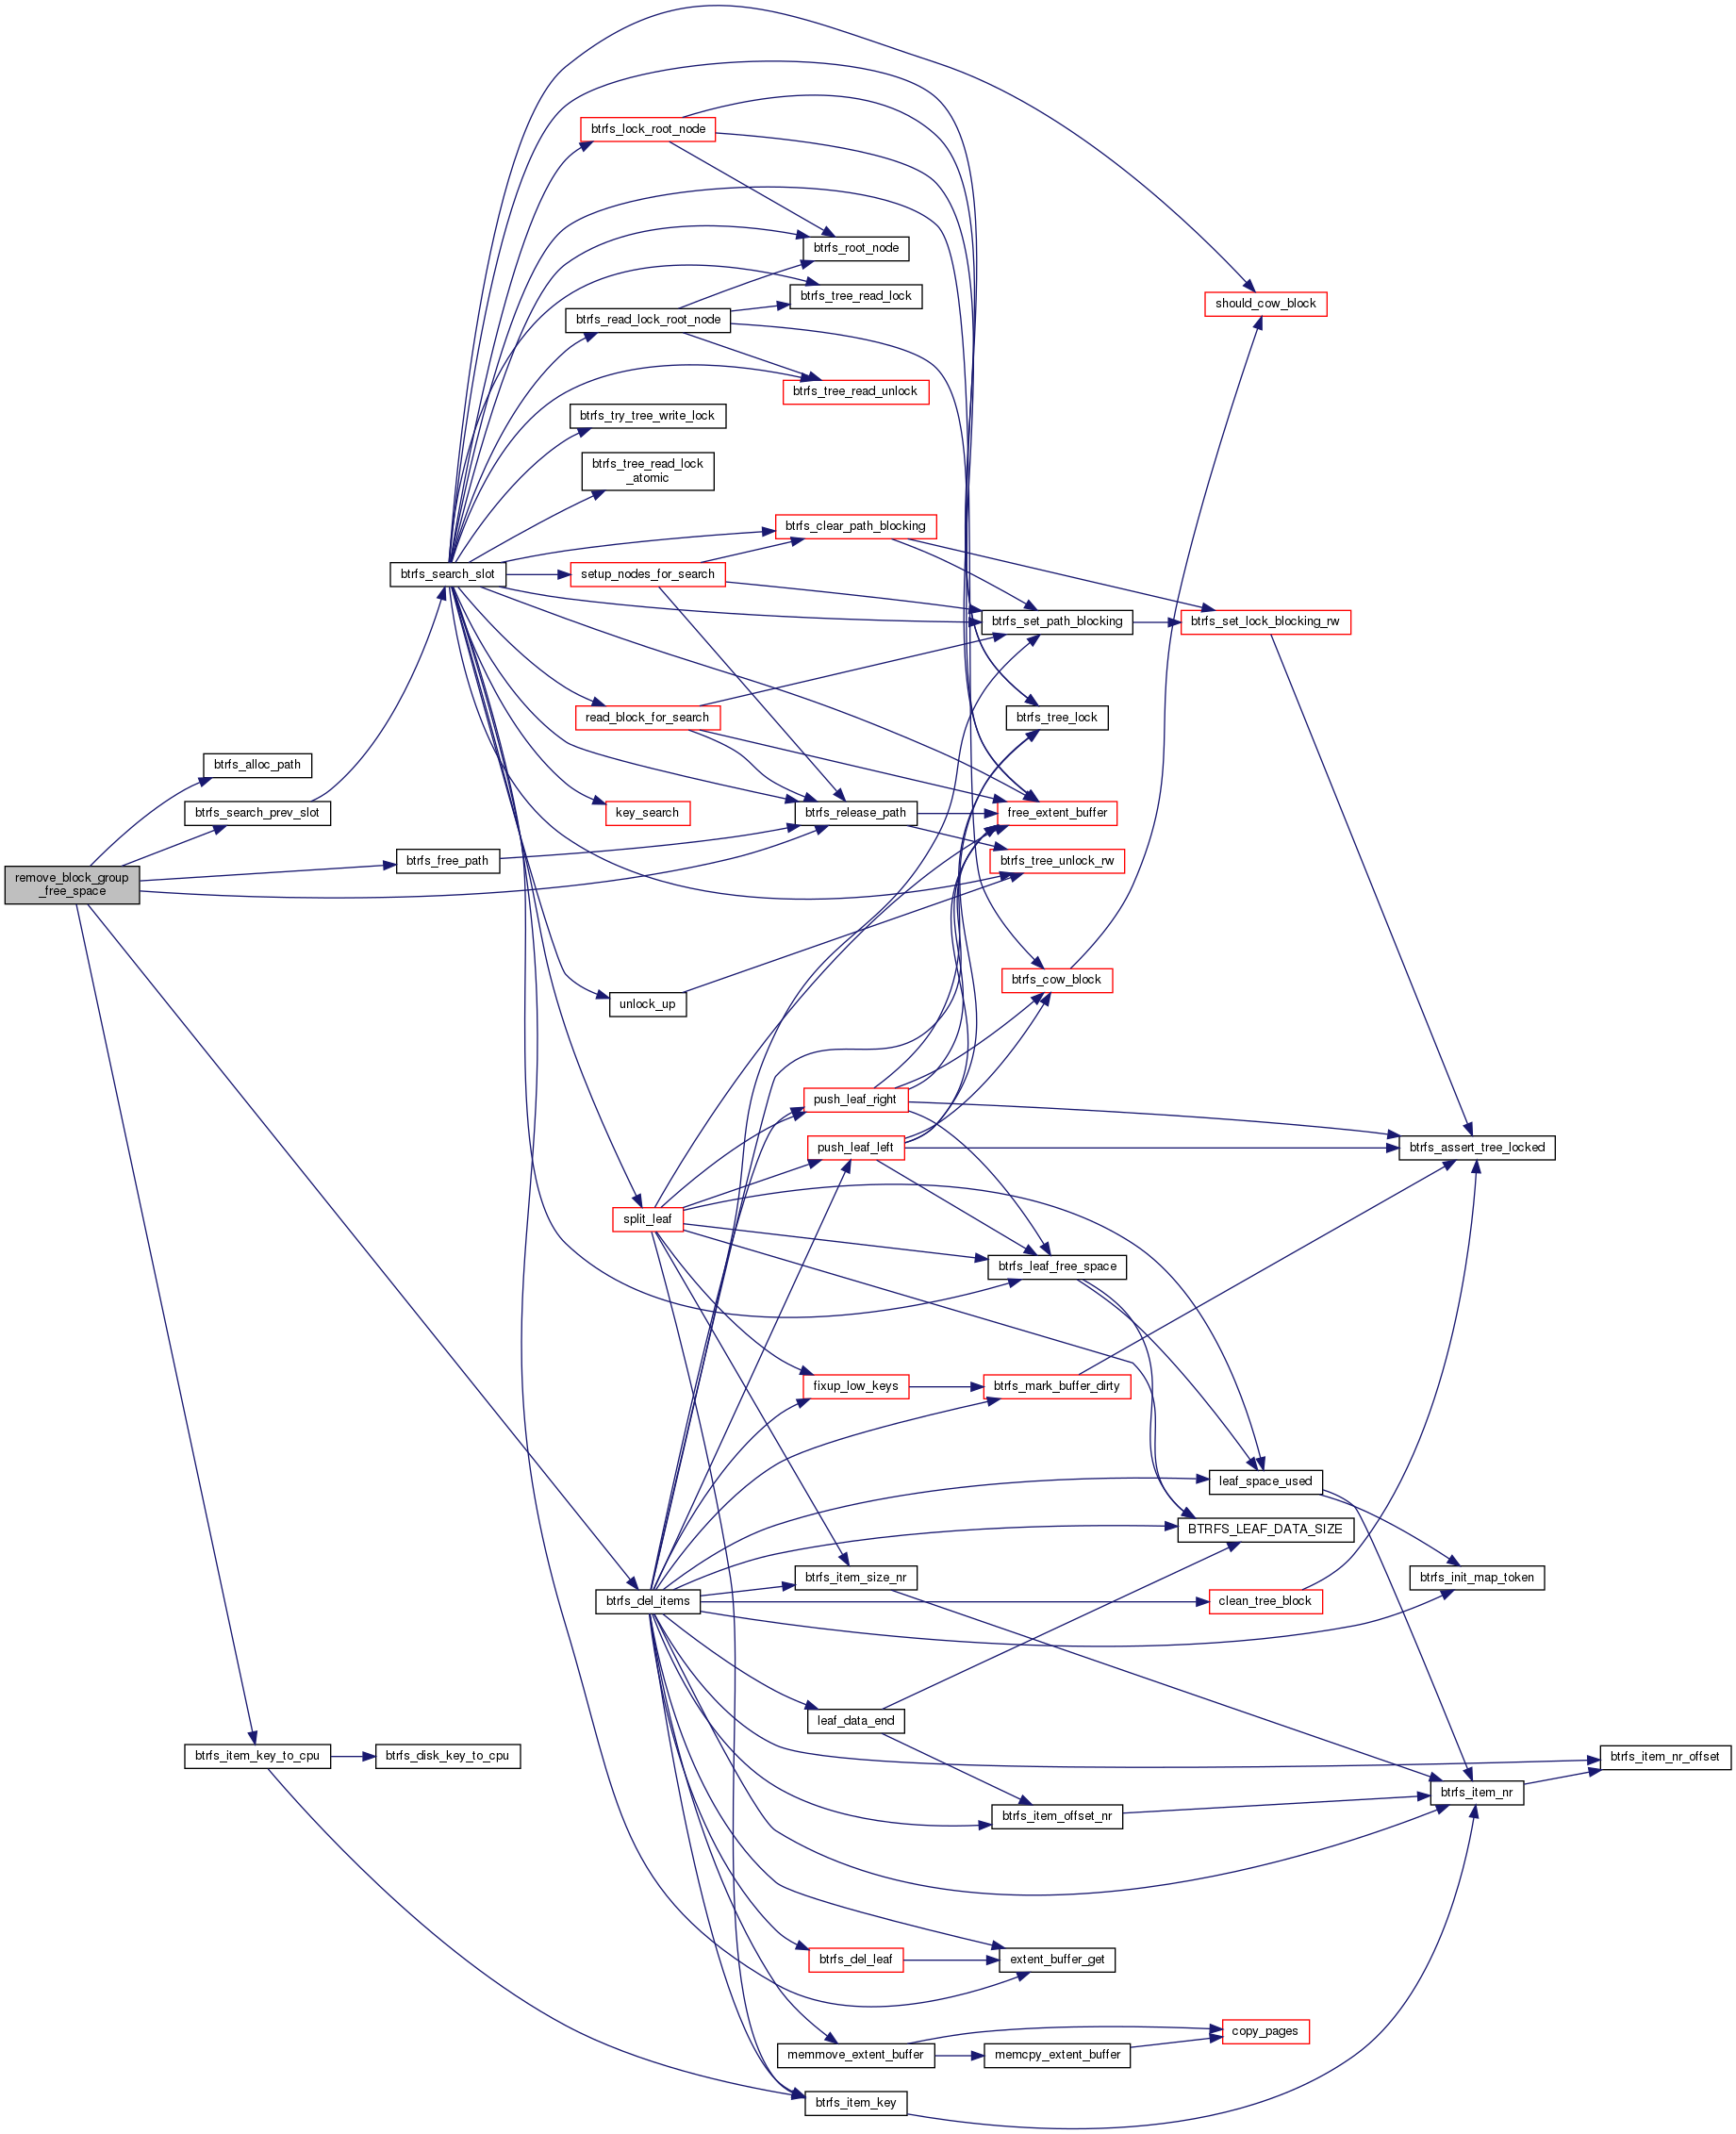 btrfs_lock_root_node
btrfs_root_node
btrfs_tree_read_lock
should_cow_block
btrfs_read_lock_root_node
btrfs_tree_read_unlock
btrfs_try_tree_write_lock
btrfs_tree_read_lock
_atomic
btrfs_clear_path_blocking
btrfs_search_slot
setup_nodes_for_search
btrfs_set_path_blocking
btrfs_set_lock_blocking_rw
read_block_for_search
btrfs_tree_lock
btrfs_alloc_path
btrfs_search_prev_slot
key_search
btrfs_release_path
free_extent_buffer
btrfs_free_path
btrfs_tree_unlock_rw
remove_block_group
_free_space
btrfs_cow_block
unlock_up
push_leaf_right
push_leaf_left
btrfs_assert_tree_locked
split_leaf
btrfs_leaf_free_space
fixup_low_keys
btrfs_mark_buffer_dirty
leaf_space_used
BTRFS_LEAF_DATA_SIZE
btrfs_item_size_nr
btrfs_init_map_token
btrfs_del_items
clean_tree_block
leaf_data_end
btrfs_item_key_to_cpu
btrfs_disk_key_to_cpu
btrfs_item_nr_offset
btrfs_item_nr
btrfs_item_offset_nr
btrfs_del_leaf
extent_buffer_get
copy_pages
memmove_extent_buffer
memcpy_extent_buffer
btrfs_item_key